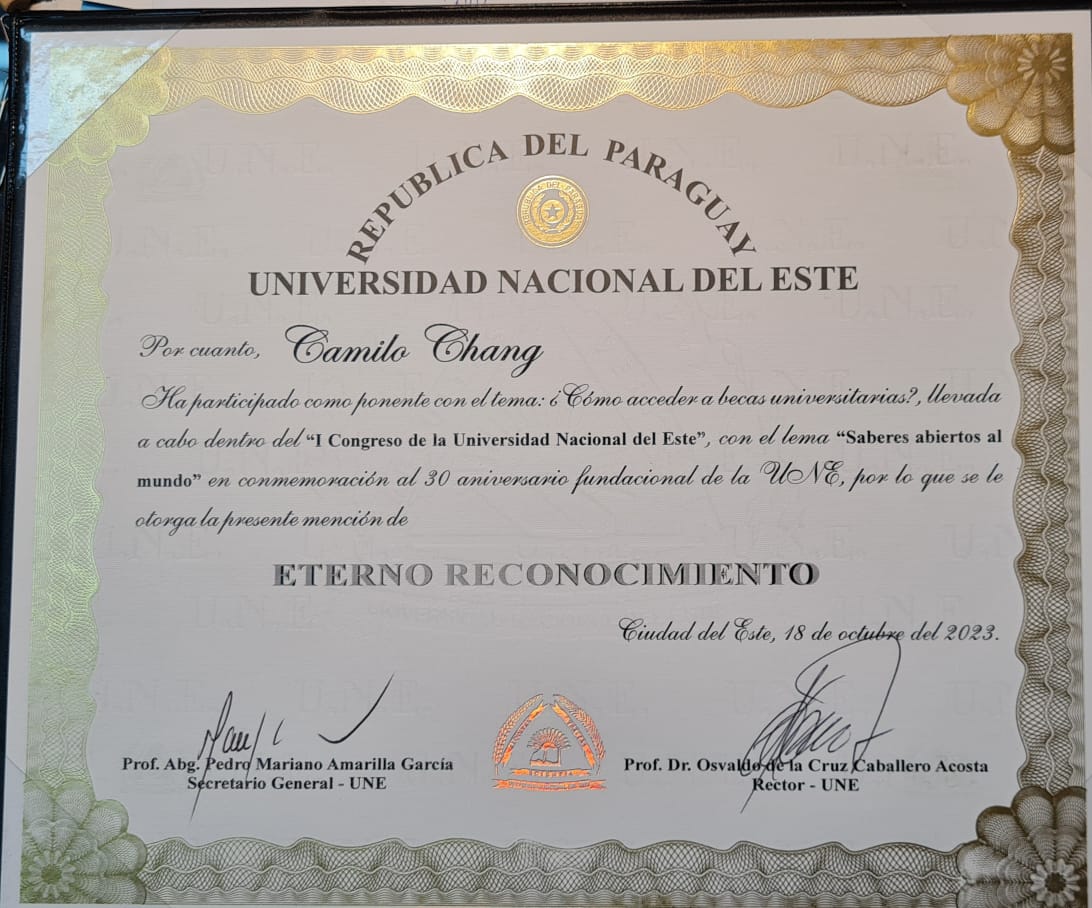 REPUBLICA DEL PARAGUAY
UNIVERSIDAD NACIONAL DEL ESTE
Por cuanto, Camilo Chang
Ha participado como ponente con el tema: ¿Cómo acceder a becas universitarias?, llevada
a cabo dentro del “I Congreso de la Universidad Nacional del Este”, con el lema “Saberes abiertos al
mundo” en conmemoración al 30 aniversario fundacional de la UNE, por lo que se le
otorga la presente mención de
ETERNO RECONOCIMIENTO
Ciudad del Este, 18 de octubre del 2023.
Prof. Abg. Pedro Mariano Amarilla García
Secretario General - UNE
Prof. Dr. Osvaldo de la Cruz Caballero Acosta
Rector - UNE